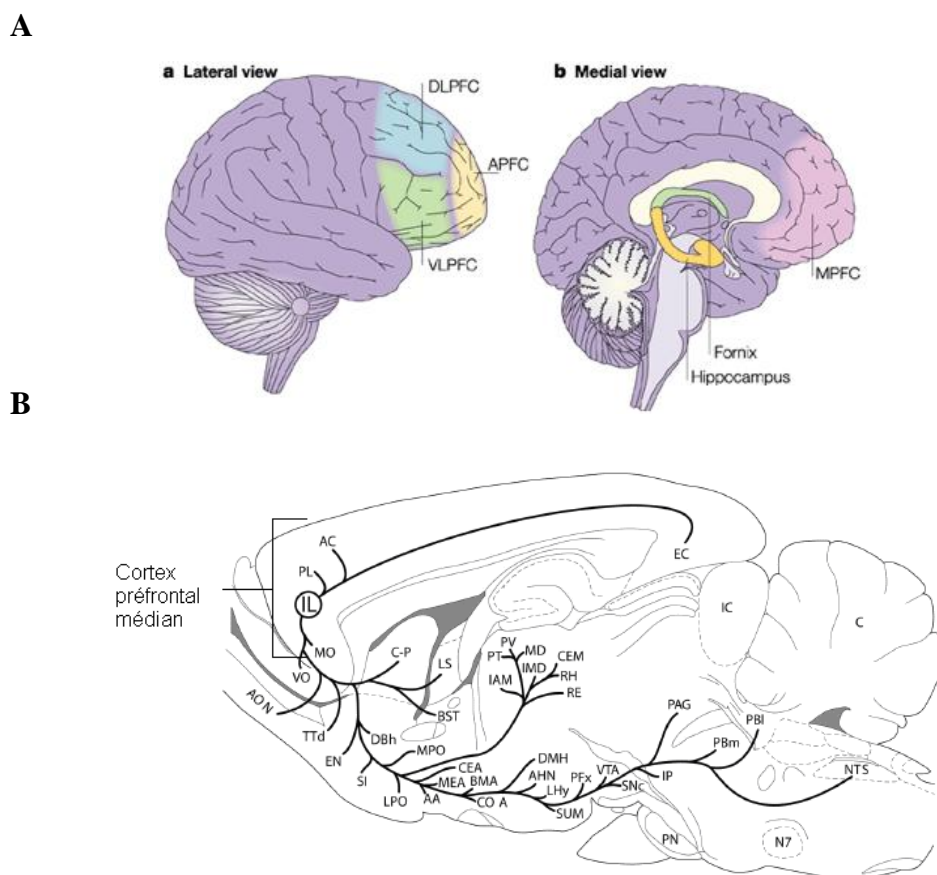 A
a Lateral view
b Medial view
DLPFC
APFC
VLPFC
MPFC
Fornix
Hippocampus
B
Cortex
préfrontal
médian
AC
PL
IL
EC
MO
VO
AON
TTd
C-P
LS
BST
DBh
EN
SI
MPO
LPO
CEA
MEA
BMA
AA
CO A
PV
PT
MD
IMD
CEM
IAM
RH
RE
DMH
AHN
LHy
PFx
SUM
VTA
SNc
IP
PAG
PBm
PBl
NTS
IC
C
PN
N7